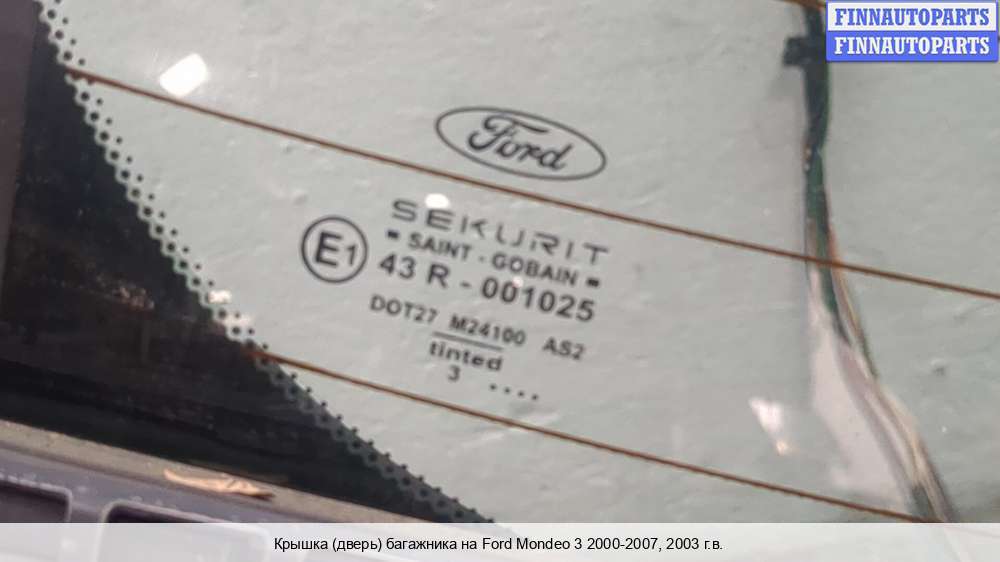 FINNAUTOPARTS
FINNAUTOPARTS
Ford
SEKURIT
SAINT - GOBAIN
E1
43 R - 001025
DOT27 M24100 AS2
tinted
3 ....
Крышка (дверь) багажника на Ford Mondeo 3 2000-2007, 2003 г.в.